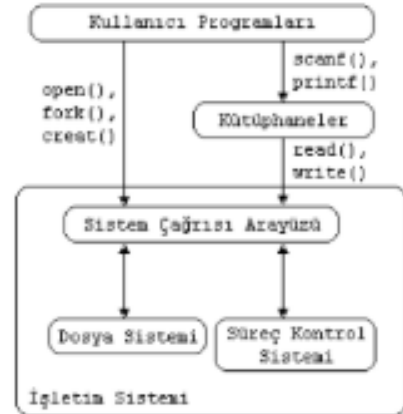 Kullanıcı Programları
scanf(),
printf()
open(),
fork(),
creat()
Kütüphaneler
read(),
write()
Sistem Çağrısı Arayüzü
Dosya Sistemi
Süreç Kontrol
Sistemi
İşletim Sistemi